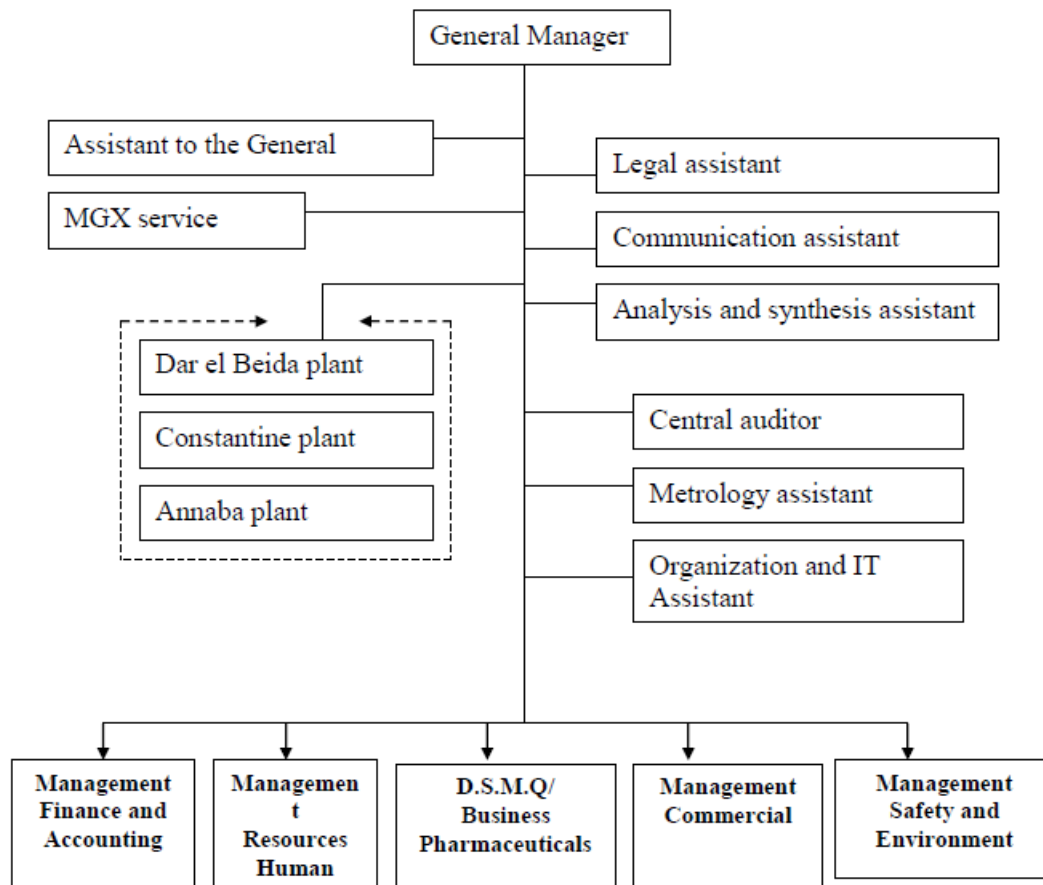 General Manager
Assistant to the General
Legal assistant
MGX service
Communication assistant
Analysis and synthesis assistant
Dar el Beida plant
Constantine plant
Annaba plant
Central auditor
Metrology assistant
Organization and IT
Assistant
Management
Finance and
Accounting
Managemen
t
Resources
Human
D.S.M.Q/
Business
Pharmaceuticals
Management
Commercial
Management
Safety and
Environment